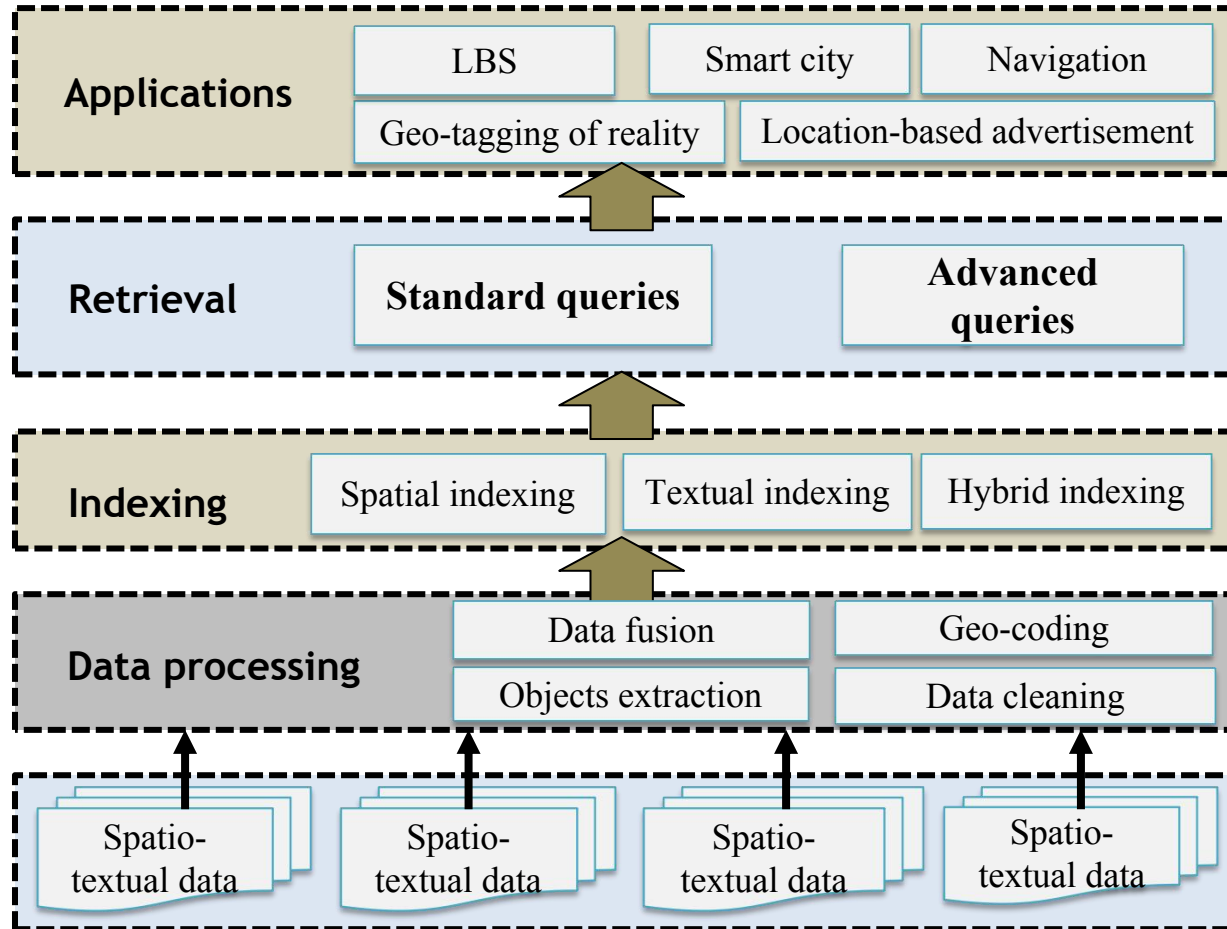 Applications
LBS
Smart city
Navigation
Geo-tagging of reality
Location-based advertisement
Retrieval
Standard queries
Advanced
queries
Indexing
Spatial indexing
Textual indexing
Hybrid indexing
Data processing
Data fusion
Geo-coding
Objects extraction
Data cleaning
Spatio-
textual data
Spatio-
textual data
Spatio-
textual data
Spatio-
textual data